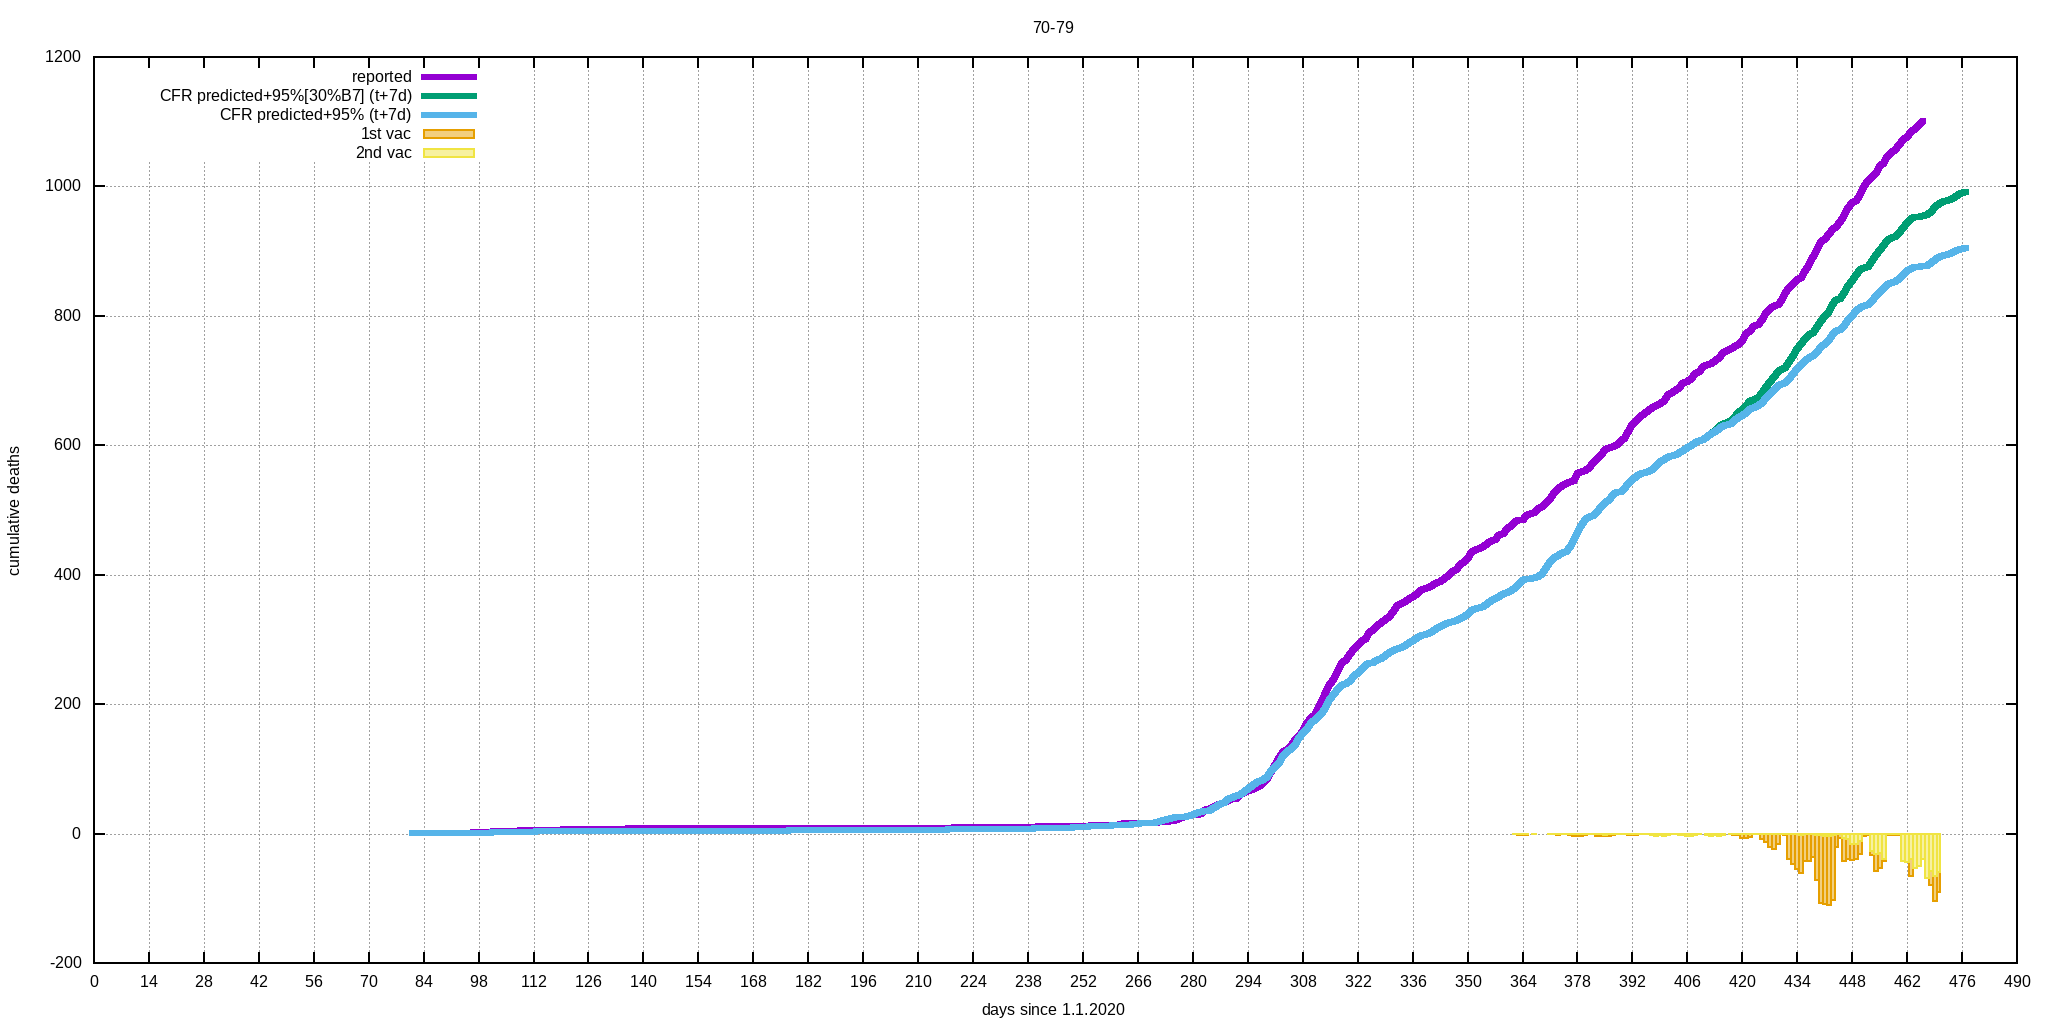 70-79
reported
CFR predicted+95%[30%B7] (t+7d)
CFR predicted+95% (t+7d)
1st vac
2nd vac
1200
1000
800
600
400
200
0
-200
cumulative deaths
0 14 28 42 56 70 84 98 112 126 140 154 168 182 196 210 224 238 252 266 280 294 308 322 336 350 364 378 392 406 420 434 448 462 476 490
days since 1.1.2020